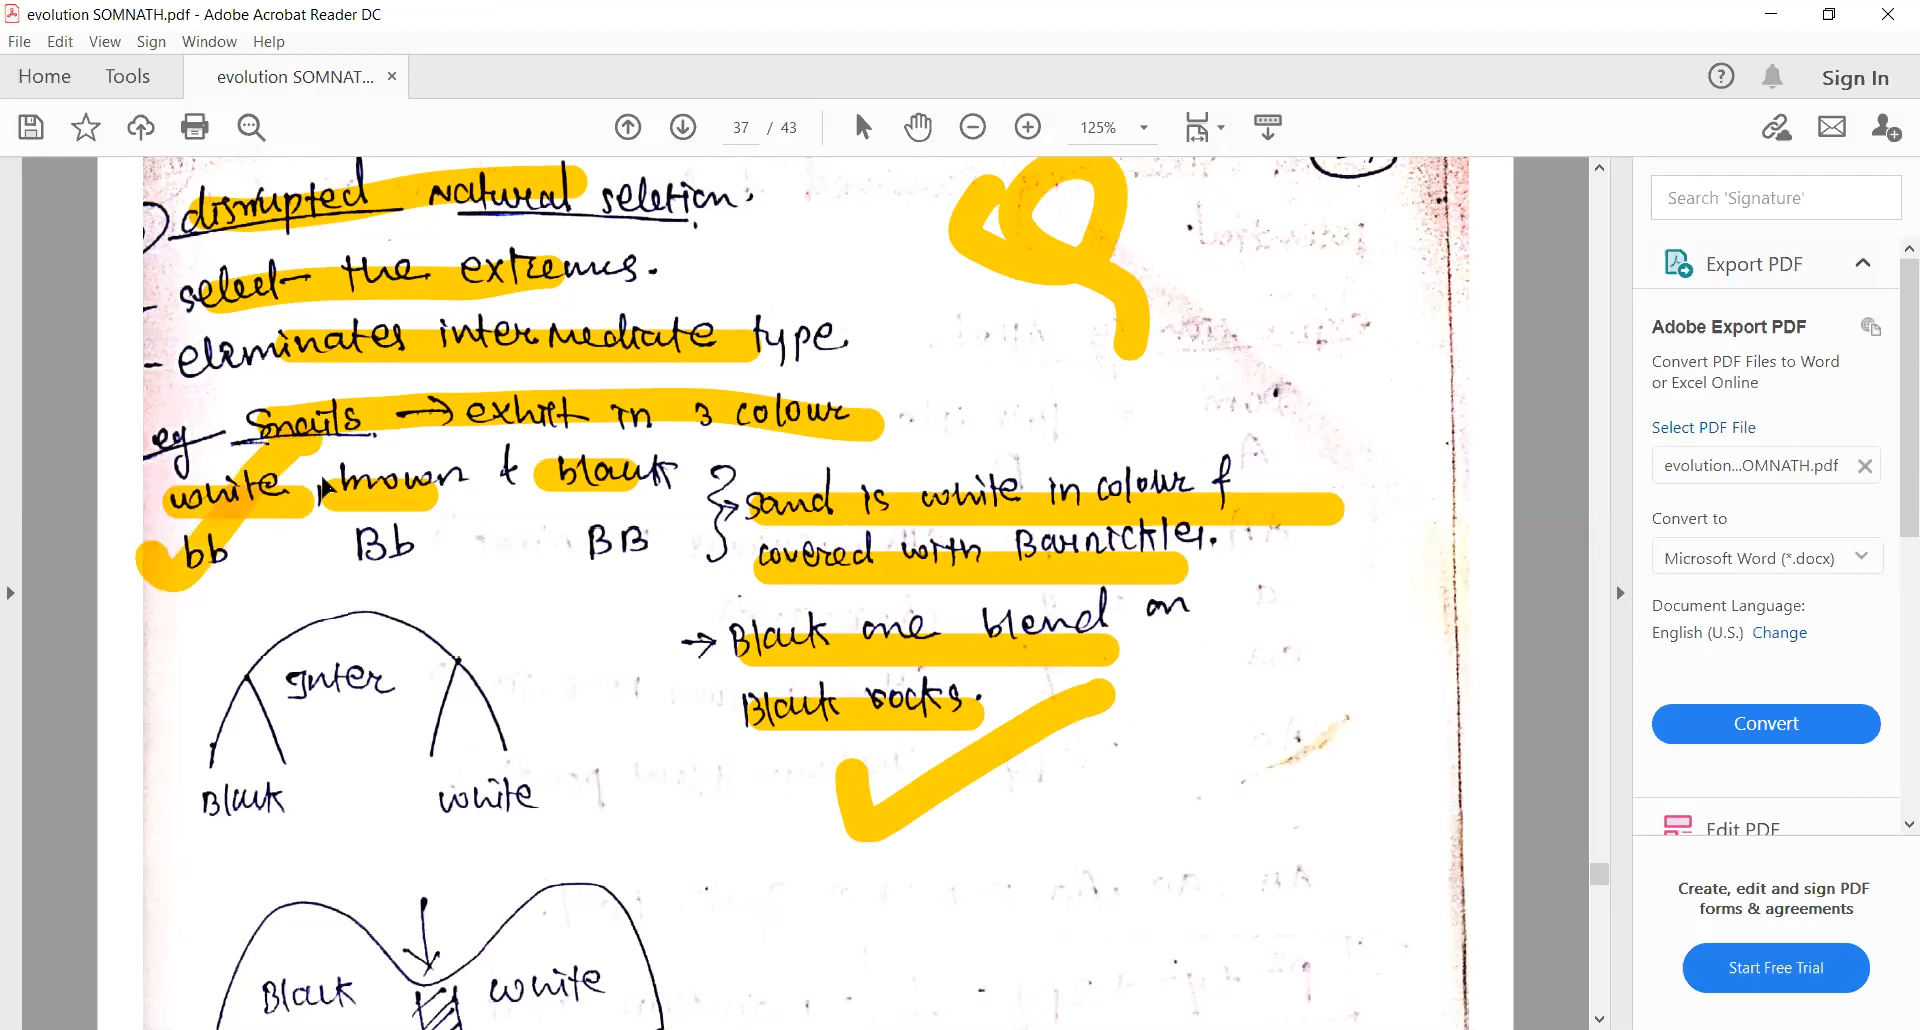 evolution SOMNATH.pdf - Adobe Acrobat Reader DC
File Edit View Sign Window Help
Home Tools evolution SOMNAT... ×
Sign In
37 / 43 125%
disrupted Natural seletion.
- select the extremes.
- eleminates intermediate type.
eg Snails → exhist in 3 colour
white, brown & black
bb Bb BB
→ sand is white in colour &
covered with Barnickles.
→ Black one blend on
Black rocks.
Inter
Black white
Black white
Search 'Signature'
Export PDF
Adobe Export PDF
Convert PDF Files to Word
or Excel Online
Select PDF File
evolution...OMNATH.pdf
Convert to
Microsoft Word (*.docx)
Document Language:
English (U.S.) Change
Convert
Edit PDF
Create, edit and sign PDF
forms & agreements
Start Free Trial